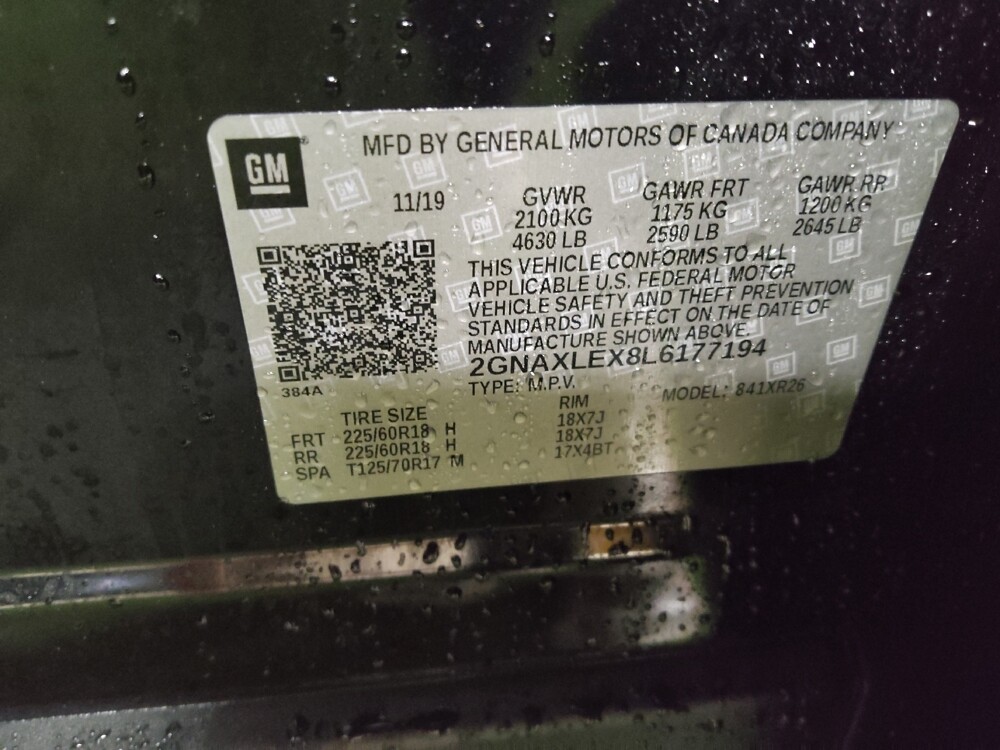 GM
MFD BY GENERAL MOTORS OF CANADA COMPANY
11/19
GVWR
2100 KG
4630 LB
GAWR FRT
1175 KG
2590 LB
GAWR RR
1200 KG
2645 LB
THIS VEHICLE CONFORMS TO ALL
APPLICABLE U.S. FEDERAL MOTOR
VEHICLE SAFETY AND THEFT PREVENTION
STANDARDS IN EFFECT ON THE DATE OF
MANUFACTURE SHOWN ABOVE.
2GNAXLEX8L6177194
TYPE: M.P.V. MODEL: 841XR26
384A
TIRE SIZE RIM
FRT 225/60R18 H 18X7J
RR 225/60R18 H 18X7J
SPA T125/70R17 M 17X4BT